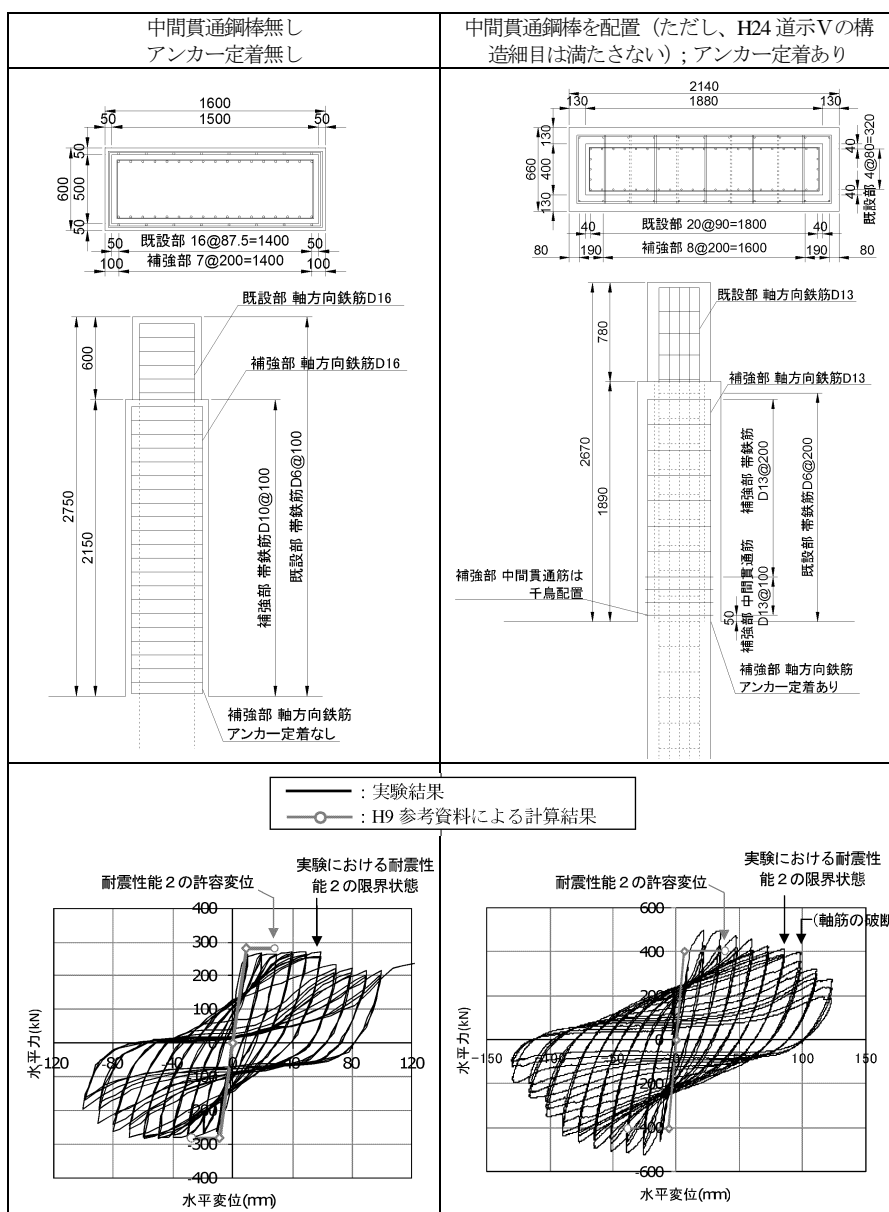 中間貫通鋼棒無し
アンカー定着無し
中間貫通鋼棒を配置（ただし、H24 道示Ⅴの構
造細目は満たさない）；アンカー定着あり
1600
50
1500
50
50
600
500
50
既設部 16@87.5=1400
50
50
補強部 7@200=1400
100
100
既設部 軸方向鉄筋D16
補強部 軸方向鉄筋D16
600
2750
2150
補強部 帯鉄筋D10@100
既設部 帯鉄筋D6@100
補強部 軸方向鉄筋
アンカー定着なし
2140
130
1880
130
130
660
400
130
40
40
既設部 4@80=320
既設部 20@90=1800
40
40
補強部 8@200=1600
80
190
190
80
既設部 軸方向鉄筋D13
補強部 軸方向鉄筋D13
780
2670
1890
補強部 帯鉄筋
D13@200
既設部 帯鉄筋D6@200
補強部 中間貫通筋は
千鳥配置
補強部 中間貫通筋
D13@100
50
補強部 軸方向鉄筋
アンカー定着あり
：実験結果
：H9 参考資料による計算結果
耐震性能２の許容変位
実験における耐震性
能２の限界状態
400
300
200
100
0
-100
-200
-300
-400
120
-80
-40
0
40
80
120
水平力(kN)
水平変位(mm)
耐震性能２の許容変位
実験における耐震性
能２の限界状態
(軸筋の破断
600
400
200
0
-200
-400
-600
-150
-100
-50
0
50
100
150
水平力(kN)
水平変位(mm)